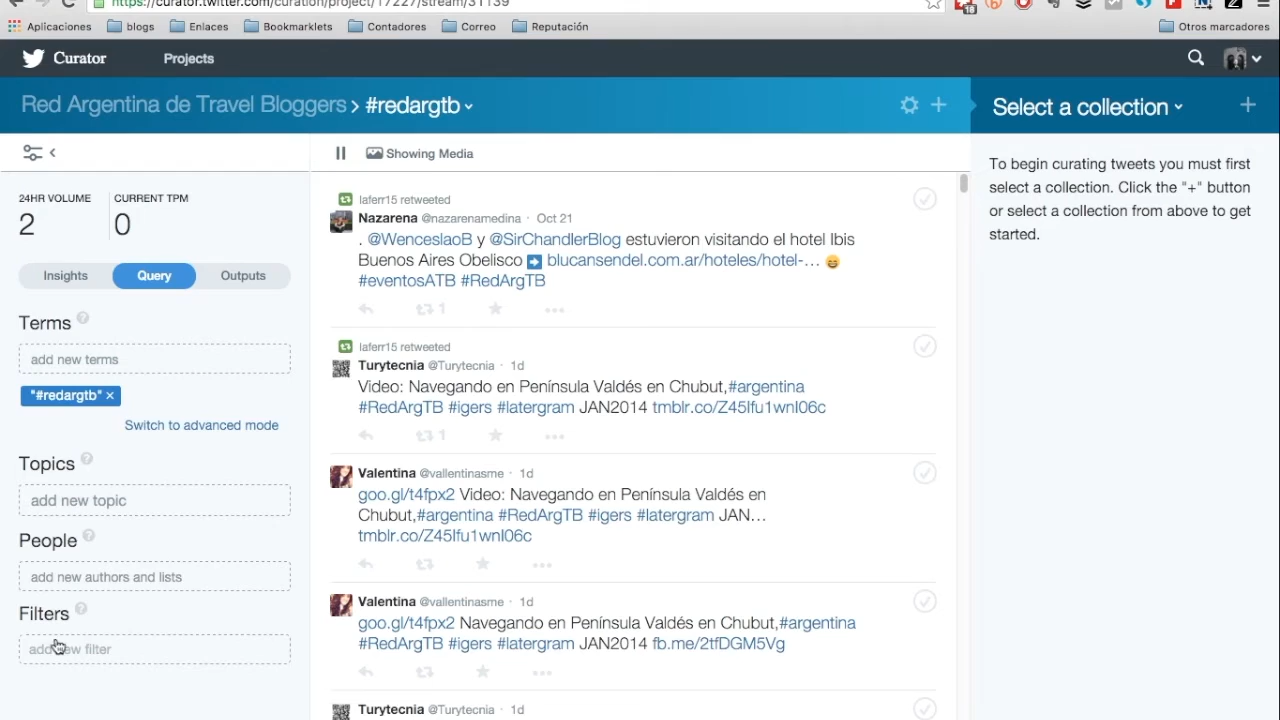 https://curator.twitter.com/curation/project/17227/stream/31139
18
Aplicaciones blogs Enlaces Bookmarklets Contadores Correo Reputación Otros marcadores
Curator Projects
Red Argentina de Travel Bloggers > #redargtb
Select a collection
Showing Media
To begin curating tweets you must first
select a collection. Click the "+" button
or select a collection from above to get
started.
24HR VOLUME CURRENT TPM
2 0
Insights Query Outputs
Terms ?
add new terms
"#redargtb" ×
Switch to advanced mode
Topics ?
add new topic
People ?
add new authors and lists
Filters ?
add new filter
laferr15 retweeted
Nazarena @nazarenamedina · Oct 21
. @WenceslaoB y @SirChandlerBlog estuvieron visitando el hotel Ibis
Buenos Aires Obelisco ➡ blucansendel.com.ar/hoteles/hotel-… 😄
#eventosATB #RedArgTB
1
laferr15 retweeted
Turytecnia @Turytecnia · 1d
Video: Navegando en Península Valdés en Chubut,#argentina
#RedArgTB #igers #latergram JAN2014 tmblr.co/Z45Ifu1wnI06c
1
Valentina @vallentinasme · 1d
goo.gl/t4fpx2 Video: Navegando en Península Valdés en
Chubut,#argentina #RedArgTB #igers #latergram JAN…
tmblr.co/Z45Ifu1wnI06c
Valentina @vallentinasme · 1d
goo.gl/t4fpx2 Navegando en Península Valdés en Chubut,#argentina
#RedArgTB #igers #latergram JAN2014 fb.me/2tfDGM5Vg
Turytecnia @Turytecnia · 1d